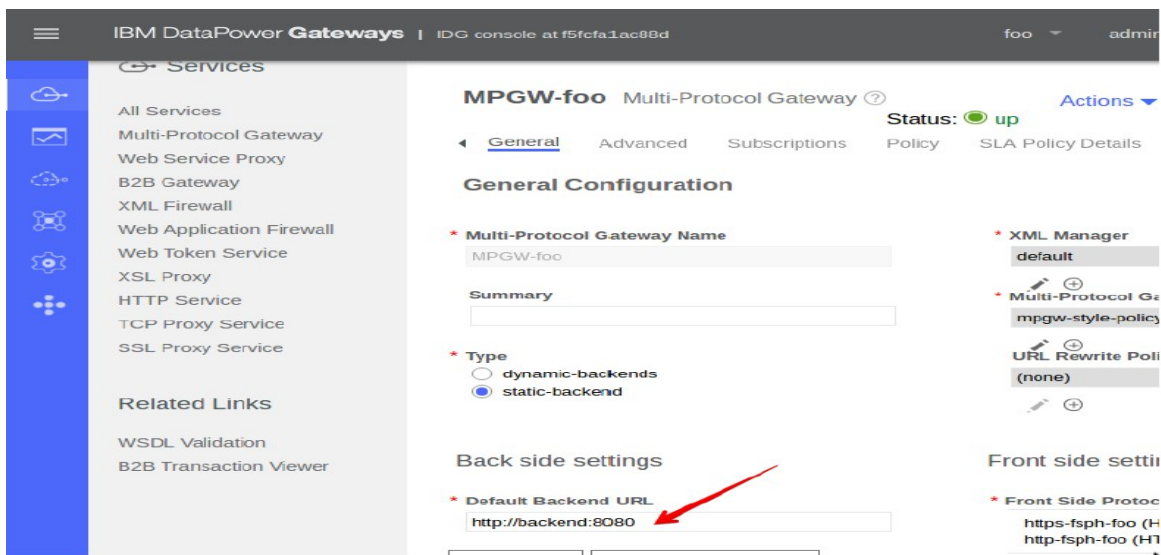 IBM DataPower Gateways | IDG console at f5fcfa1ac88d
foo
admin
Services
All Services
Multi-Protocol Gateway
Web Service Proxy
B2B Gateway
XML Firewall
Web Application Firewall
Web Token Service
XSL Proxy
HTTP Service
TCP Proxy Service
SSL Proxy Service
Related Links
WSDL Validation
B2B Transaction Viewer
MPGW-foo Multi-Protocol Gateway ?
Actions
Status: up
General Advanced Subscriptions Policy SLA Policy Details
General Configuration
* Multi-Protocol Gateway Name
MPGW-foo
Summary
* Type
dynamic-backends
static-backend
Back side settings
* Default Backend URL
http://backend:8080
* XML Manager
default
* Multi-Protocol Ga
mpgw-style-policy
URL Rewrite Poli
(none)
Front side settin
* Front Side Protoc
https-fsph-foo (H
http-fsph-foo (HT